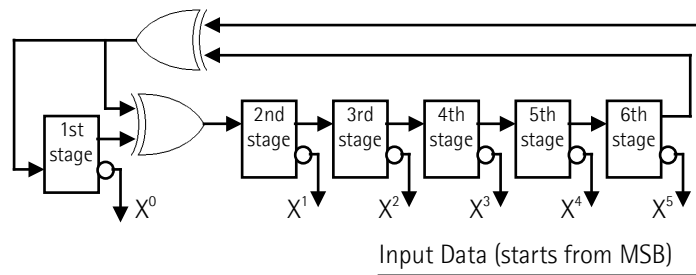 1st stage
2nd stage
3rd stage
4th stage
5th stage
6th stage
X⁰
X¹
X²
X³
X⁴
X⁵
Input Data (starts from MSB)